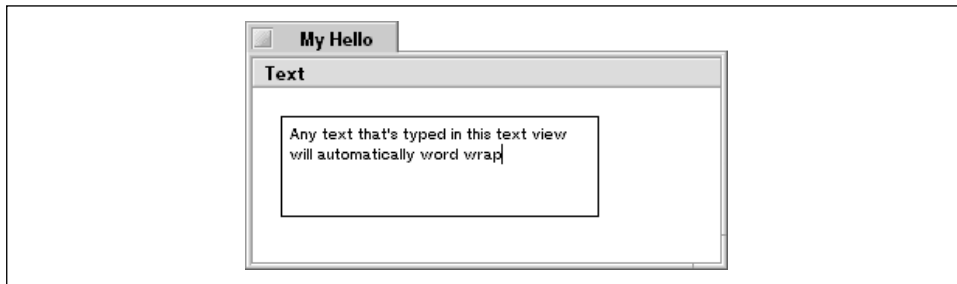 My Hello
Text
Any text that's typed in this text view
will automatically word wrap